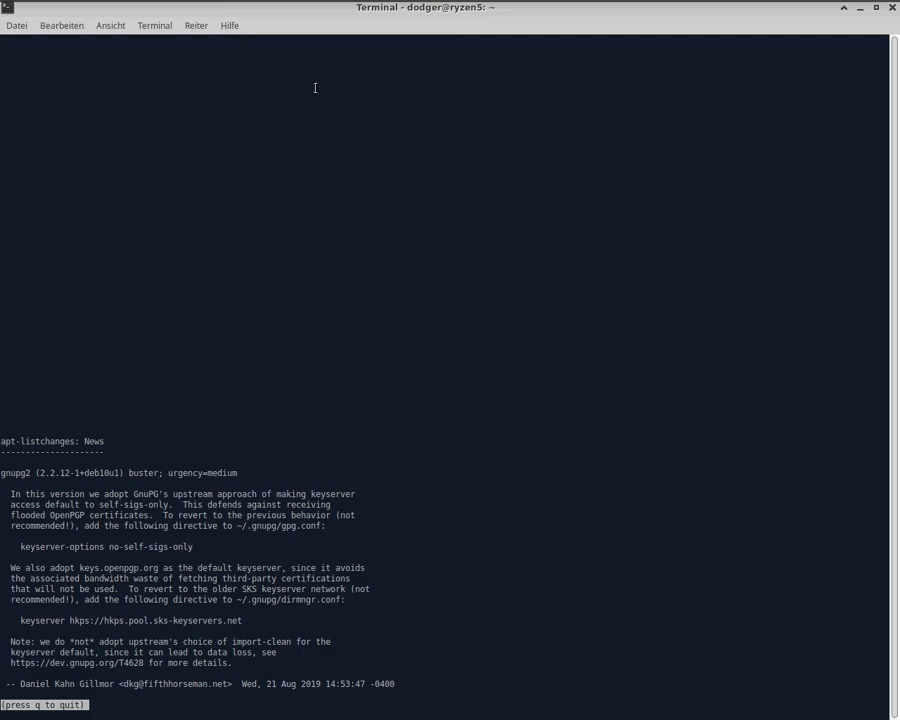 Terminal - dodger@ryzen5: ~
Datei Bearbeiten Ansicht Terminal Reiter Hilfe
apt-listchanges: News
---------------------
gnupg2 (2.2.12-1+deb10u1) buster; urgency=medium
In this version we adopt GnuPG's upstream approach of making keyserver
access default to self-sigs-only.  This defends against receiving
flooded OpenPGP certificates.  To revert to the previous behavior (not
recommended!), add the following directive to ~/.gnupg/gpg.conf:
keyserver-options no-self-sigs-only
We also adopt keys.openpgp.org as the default keyserver, since it avoids
the associated bandwidth waste of fetching third-party certifications
that will not be used.  To revert to the older SKS keyserver network (not
recommended!), add the following directive to ~/.gnupg/dirmngr.conf:
keyserver hkps://hkps.pool.sks-keyservers.net
Note: we do *not* adopt upstream's choice of import-clean for the
keyserver default, since it can lead to data loss, see
https://dev.gnupg.org/T4628 for more details.
-- Daniel Kahn Gillmor <dkg@fifthhorseman.net>  Wed, 21 Aug 2019 14:53:47 -0400
(press q to quit)